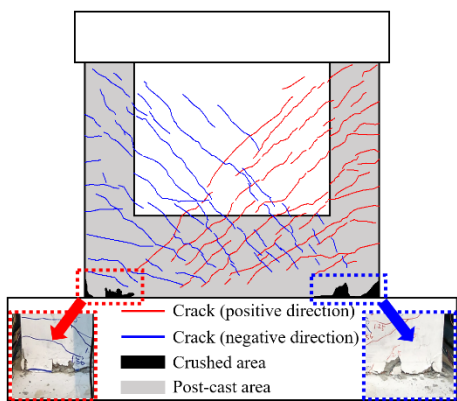 Crack (positive direction)
Crack (negative direction)
Crushed area
Post-cast area